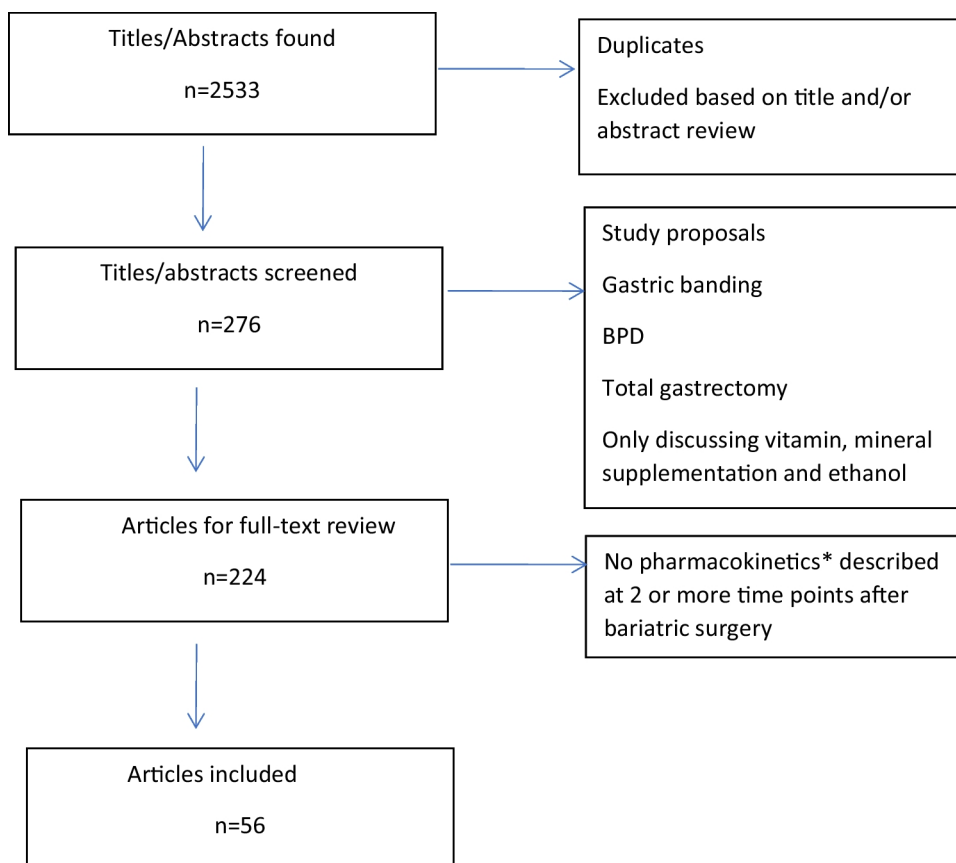 Titles/Abstracts found
n=2533
Duplicates
Excluded based on title and/or
abstract review
Titles/abstracts screened
n=276
Study proposals
Gastric banding
BPD
Total gastrectomy
Only discussing vitamin, mineral
supplementation and ethanol
Articles for full-text review
n=224
No pharmacokinetics* described
at 2 or more time points after
bariatric surgery
Articles included
n=56